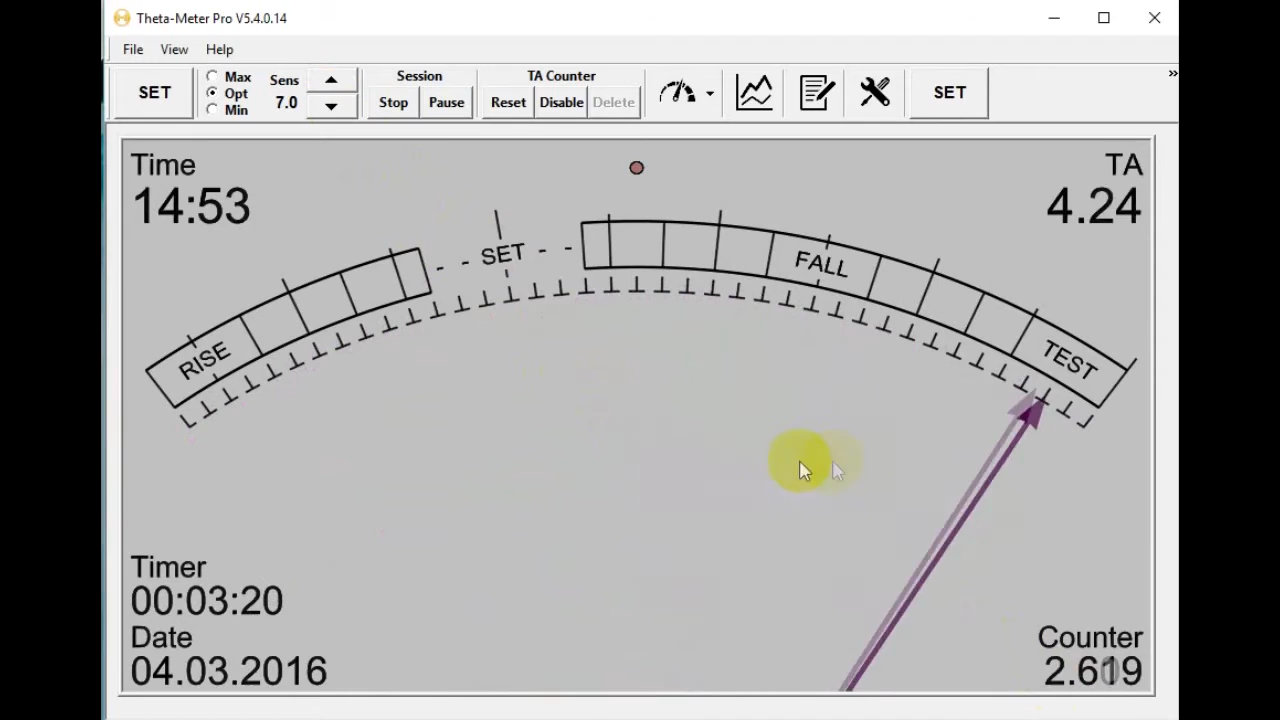 Theta-Meter Pro V5.4.0.14
File View Help
SET
Max
Opt
Min
Sens
7.0
Session
Stop Pause
TA Counter
Reset Disable Delete
SET
Time
14:53
TA
4.24
RISE
SET
FALL
TEST
Timer
00:03:20
Date
04.03.2016
Counter